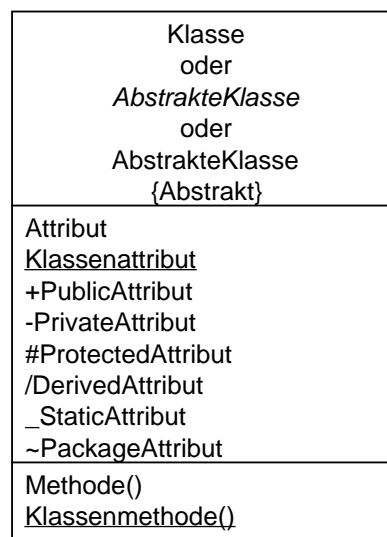 Klasse
oder
AbstrakteKlasse
oder
AbstrakteKlasse
{Abstrakt}
Attribut
Klassenattribut
+PublicAttribut
-PrivateAttribut
#ProtectedAttribut
/DerivedAttribut
_StaticAttribut
~PackageAttribut
Methode()
Klassenmethode()